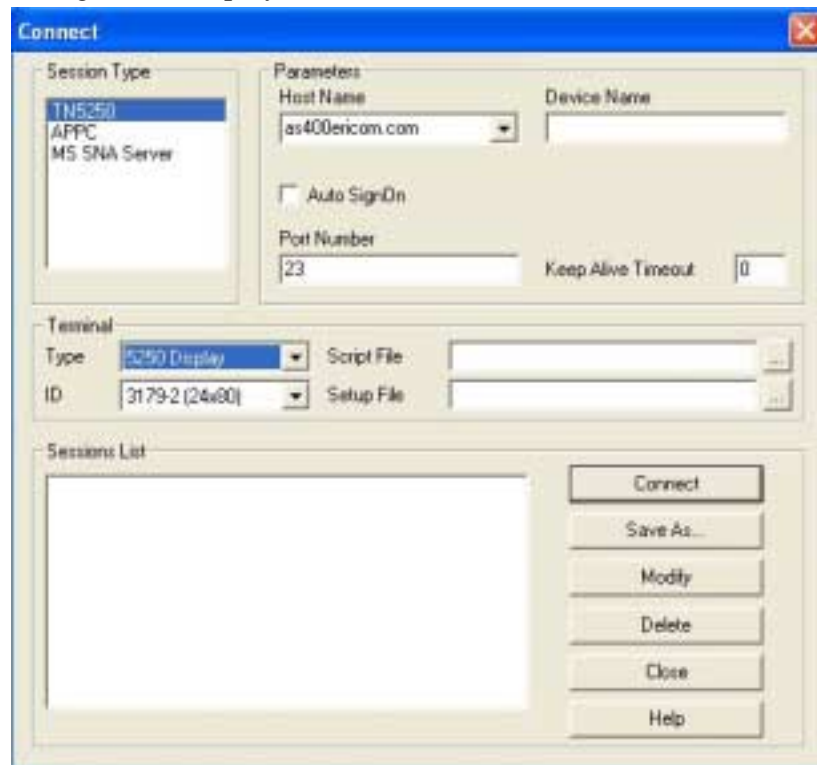 Connect
Session Type
TN5250
APPC
MS SNA Server
Parameters
Host Name
as400ericom.com
Device Name
Auto SignOn
Port Number
23
Keep Alive Timeout
0
Terminal
Type
5250 Display
Script File
...
ID
3179-2 (24x80)
Setup File
...
Sessions List
Connect
Save As...
Modify
Delete
Close
Help